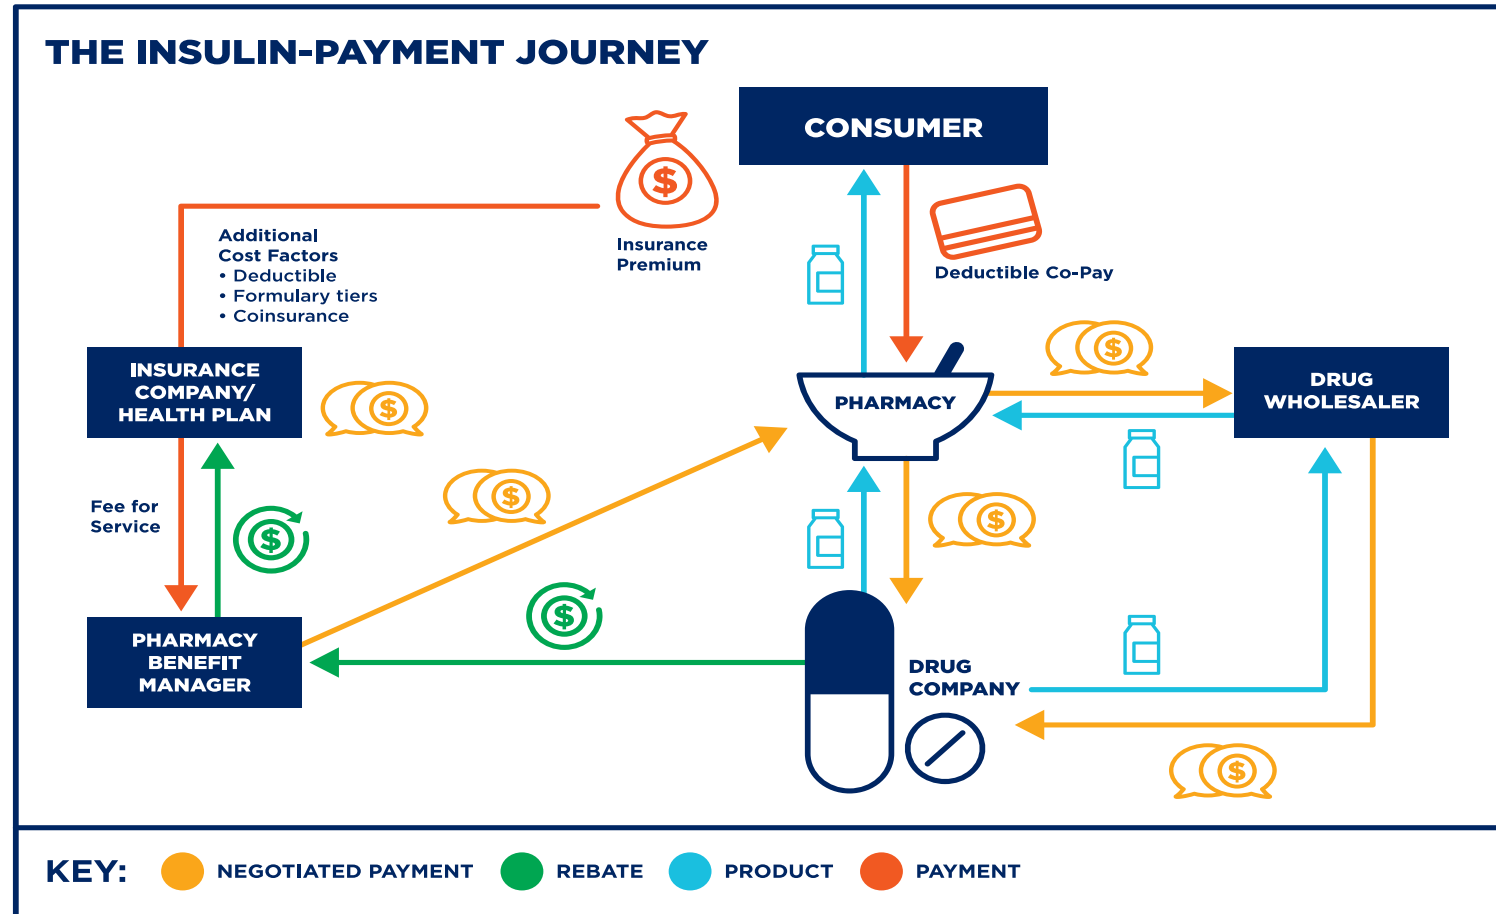 THE INSULIN-PAYMENT JOURNEY
CONSUMER
$
Insurance
Premium
Additional
Cost Factors
• Deductible
• Formulary tiers
• Coinsurance
Deductible Co-Pay
INSURANCE
COMPANY/
HEALTH PLAN
$
$
PHARMACY
$
DRUG
WHOLESALER
Fee for
Service
$
$
$
PHARMACY
BENEFIT
MANAGER
$
DRUG
COMPANY
$
KEY:
NEGOTIATED PAYMENT
REBATE
PRODUCT
PAYMENT